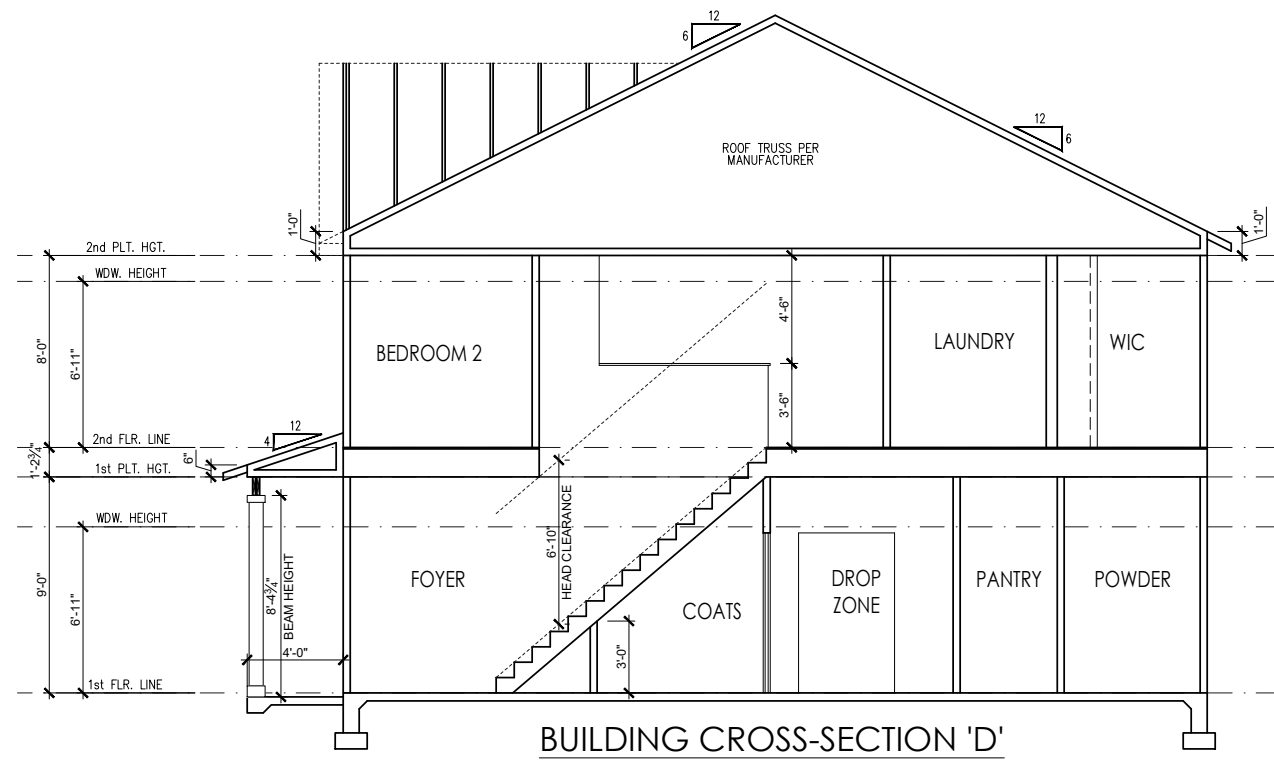 12
6
12
6
ROOF TRUSS PER
MANUFACTURER
1'-0"
1'-0"
2nd PLT. HGT.
WDW. HEIGHT
8'-0"
6'-11"
4'-6"
3'-6"
BEDROOM 2
LAUNDRY
WIC
12
4
2nd FLR. LINE
1'-2¾"
6"
1st PLT. HGT.
WDW. HEIGHT
9'-0"
6'-11"
8'-4¾"
BEAM HEIGHT
4'-0"
6'-10"
HEAD CLEARANCE
FOYER
COATS
3'-0"
DROP
ZONE
PANTRY
POWDER
1st FLR. LINE
BUILDING CROSS-SECTION 'D'